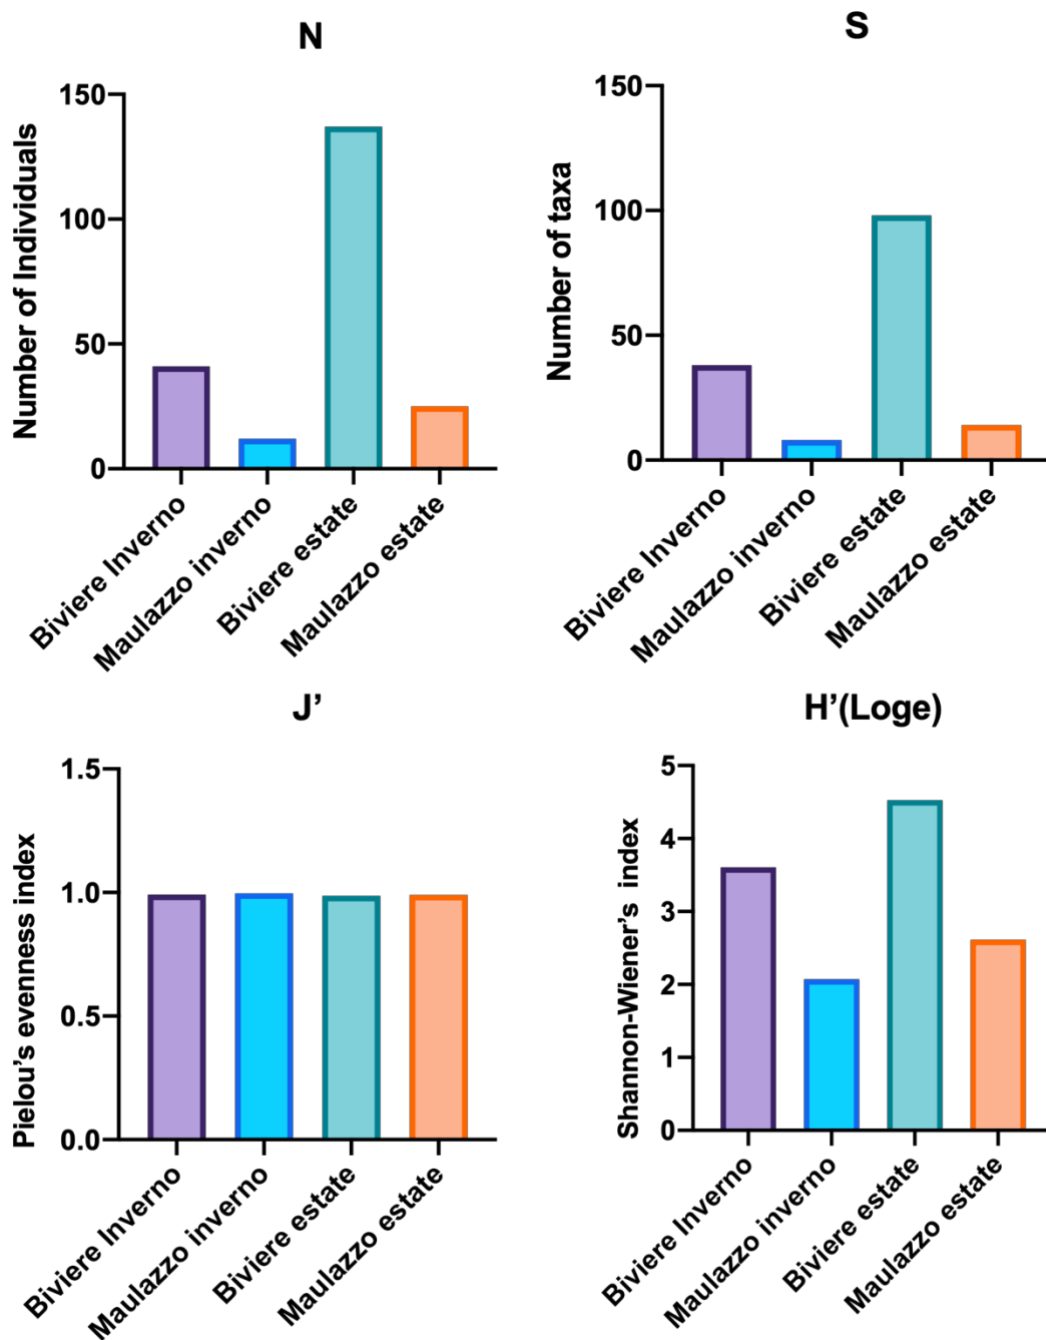 N
Number of Individuals
150
100
50
0
Biviere Inverno
Maulazzo inverno
Biviere estate
Maulazzo estate
S
Number of taxa
150
100
50
0
Biviere Inverno
Maulazzo inverno
Biviere estate
Maulazzo estate
J’
Pielou’s evenness index
1.5
1.0
0.5
0.0
Biviere Inverno
Maulazzo inverno
Biviere estate
Maulazzo estate
H’(Loge)
Shannon-Wiener’s index
5
4
3
2
1
0
Biviere Inverno
Maulazzo inverno
Biviere estate
Maulazzo estate